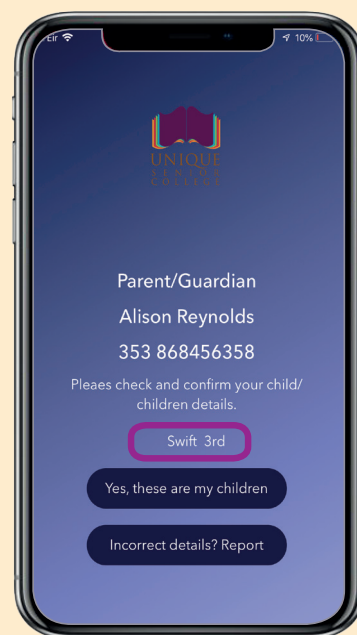 Eir 10%
UNIQUE
SENIOR
COLLEGE
Parent/Guardian
Alison Reynolds
353 868456358
Pleaes check and confirm your child/
children details.
Swift 3rd
Yes, these are my children
Incorrect details? Report